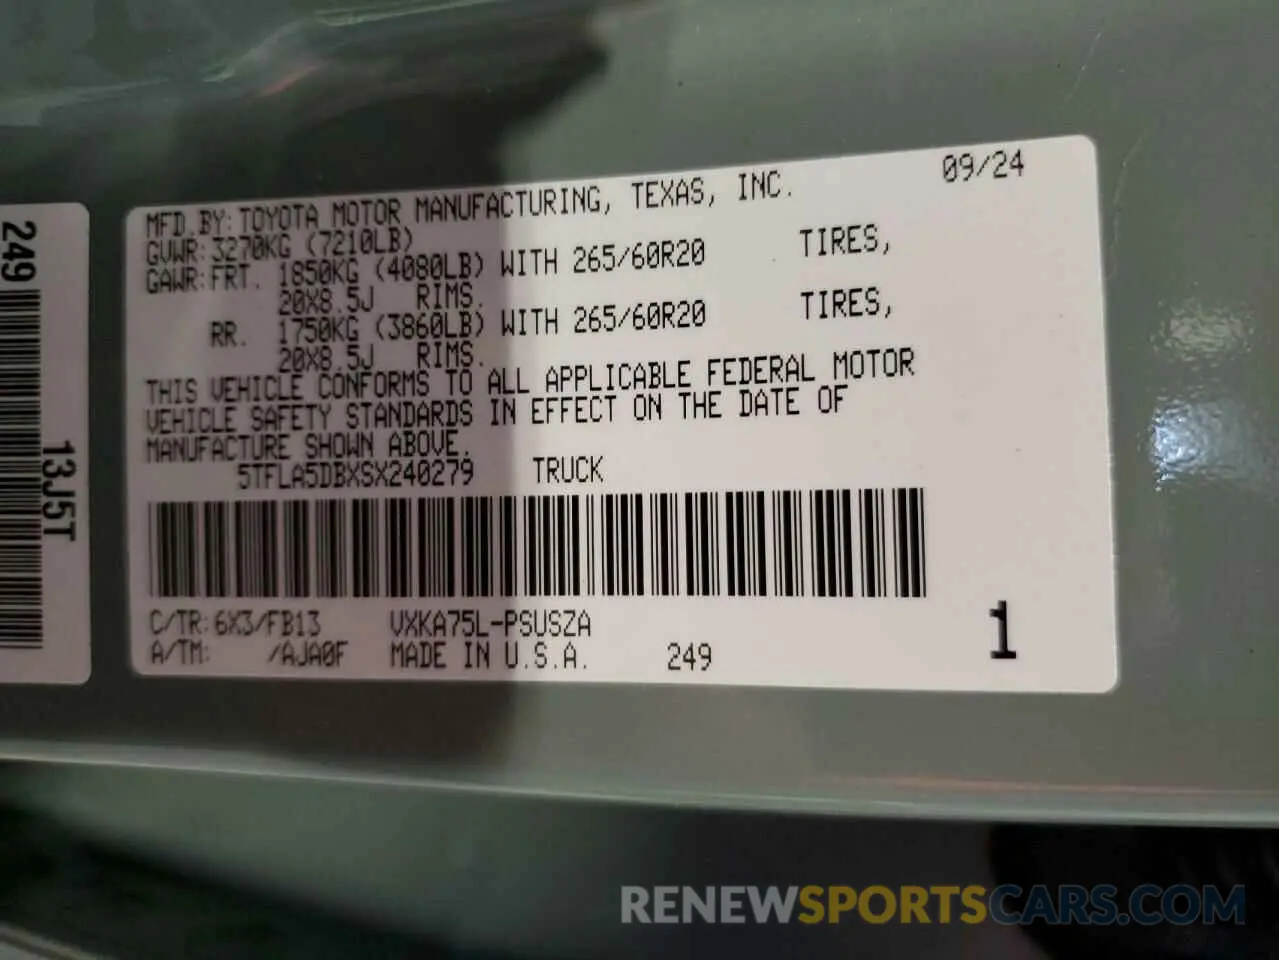 249
13J5T
09/24
MFD.BY: TOYOTA MOTOR MANUFACTURING, TEXAS, INC.
GVWR: 3270KG (7210LB)
GAWR: FRT. 1850KG (4080LB) WITH 265/60R20 TIRES,
20X8.5J RIMS.
RR. 1750KG (3860LB) WITH 265/60R20 TIRES,
20X8.5J RIMS.
THIS VEHICLE CONFORMS TO ALL APPLICABLE FEDERAL MOTOR
VEHICLE SAFETY STANDARDS IN EFFECT ON THE DATE OF
MANUFACTURE SHOWN ABOVE.
5TFLA5DBXSX240279 TRUCK
C/TR: 6X3/FB13 VXKA75L-PSUSZA
A/TM: /AJA0F MADE IN U.S.A. 249
1
RENEWSPORTSCARS.COM